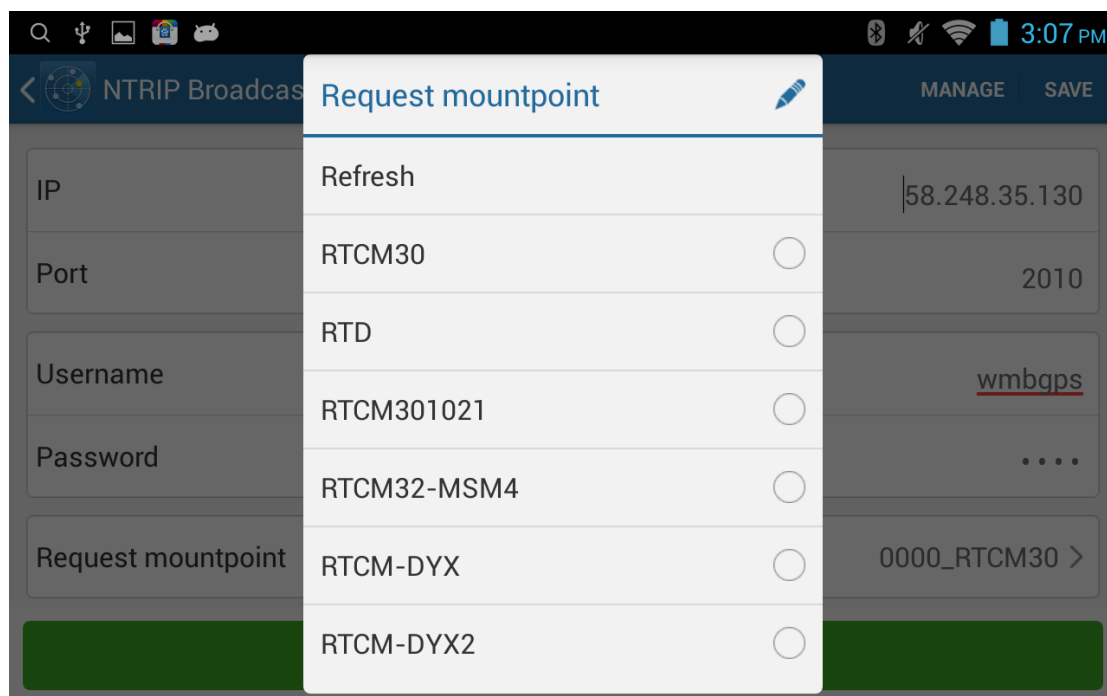 3:07 PM
NTRIP Broadcas
MANAGE
SAVE
Request mountpoint
Refresh
RTCM30
RTD
RTCM301021
RTCM32-MSM4
RTCM-DYX
RTCM-DYX2
IP
58.248.35.130
Port
2010
Username
wmbgps
Password
••••
Request mountpoint
0000_RTCM30 >